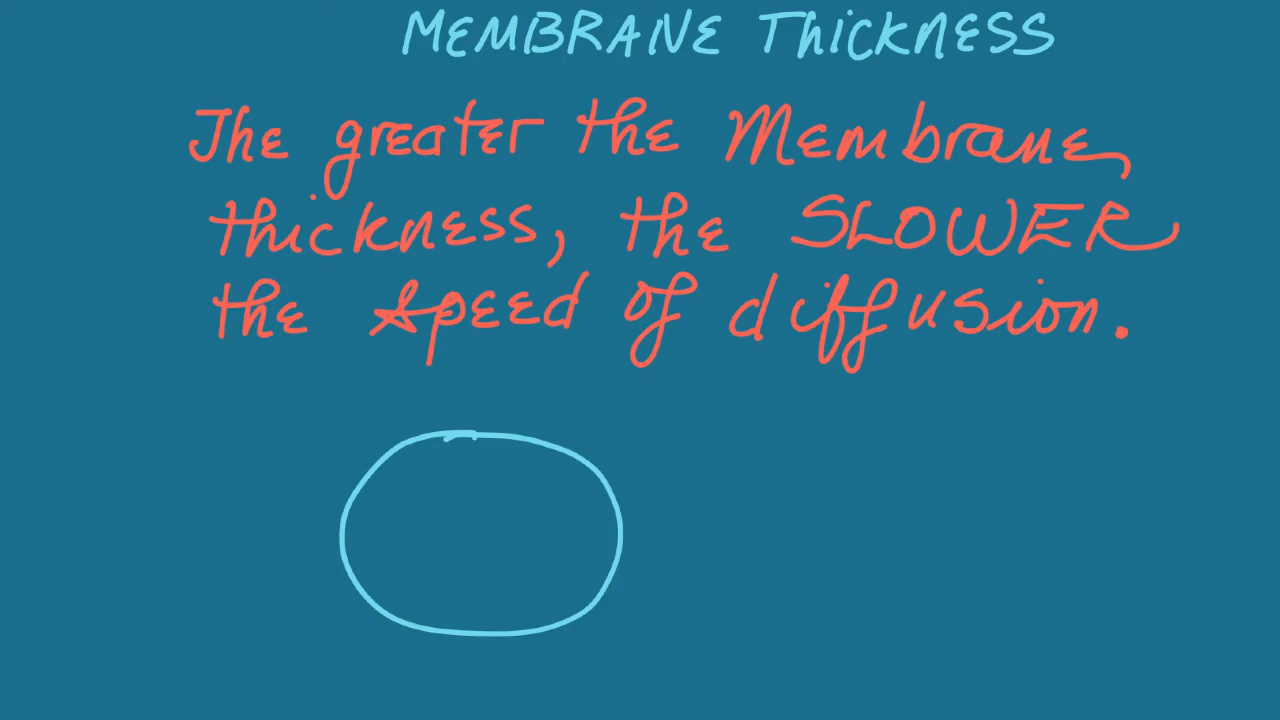 MEMBRANE THICKNESS
The greater the Membrane
thickness, the SLOWER
the speed of diffusion.